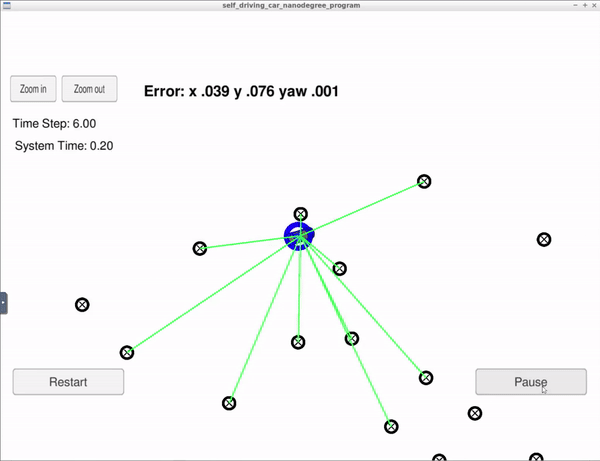 self_driving_car_nanodegree_program
Zoom in
Zoom out
Error: x .039 y .076 yaw .001
Time Step: 6.00
System Time: 0.20
Restart
Pause